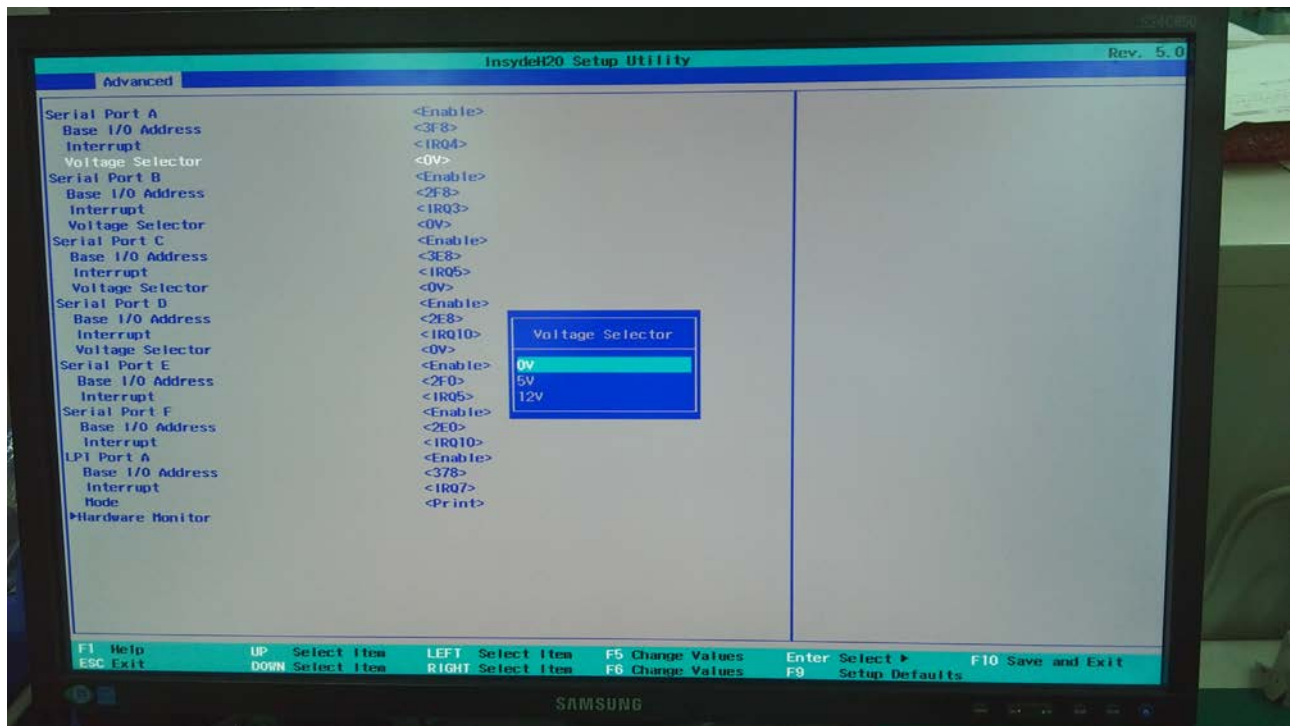 S24C650
InsydeH20 Setup Utility Rev. 5.0
Advanced
Serial Port A <Enable>
Base I/O Address <3F8>
Interrupt <IRQ4>
Voltage Selector <0V>
Serial Port B <Enable>
Base I/O Address <2F8>
Interrupt <IRQ3>
Voltage Selector <0V>
Serial Port C <Enable>
Base I/O Address <3E8>
Interrupt <IRQ5>
Voltage Selector <0V>
Serial Port D <Enable>
Base I/O Address <2E8>
Interrupt <IRQ10>
Voltage Selector <0V>
Serial Port E <Enable>
Base I/O Address <2F0>
Interrupt <IRQ5>
Serial Port F <Enable>
Base I/O Address <2E0>
Interrupt <IRQ10>
LPT Port A <Enable>
Base I/O Address <378>
Interrupt <IRQ7>
Mode <Print>
▶Hardware Monitor
Voltage Selector
0V
5V
12V
F1 Help UP Select Item LEFT Select Item F5 Change Values Enter Select ▶ F10 Save and Exit
ESC Exit DOWN Select Item RIGHT Select Item F6 Change Values F9 Setup Defaults
SAMSUNG